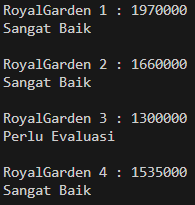 RoyalGarden 1 : 1970000
Sangat Baik
RoyalGarden 2 : 1660000
Sangat Baik
RoyalGarden 3 : 1300000
Perlu Evaluasi
RoyalGarden 4 : 1535000
Sangat Baik